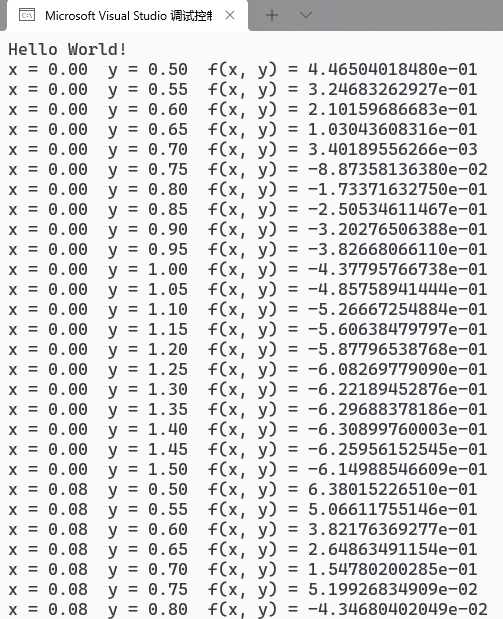 Microsoft Visual Studio 调试控制
Hello World!
x = 0.00  y = 0.50  f(x, y) = 4.46504018480e-01
x = 0.00  y = 0.55  f(x, y) = 3.24683262927e-01
x = 0.00  y = 0.60  f(x, y) = 2.10159686683e-01
x = 0.00  y = 0.65  f(x, y) = 1.03043608316e-01
x = 0.00  y = 0.70  f(x, y) = 3.40189556266e-03
x = 0.00  y = 0.75  f(x, y) = -8.87358136380e-02
x = 0.00  y = 0.80  f(x, y) = -1.73371632750e-01
x = 0.00  y = 0.85  f(x, y) = -2.50534611467e-01
x = 0.00  y = 0.90  f(x, y) = -3.20276506388e-01
x = 0.00  y = 0.95  f(x, y) = -3.82668066110e-01
x = 0.00  y = 1.00  f(x, y) = -4.37795766738e-01
x = 0.00  y = 1.05  f(x, y) = -4.85758941444e-01
x = 0.00  y = 1.10  f(x, y) = -5.26667254884e-01
x = 0.00  y = 1.15  f(x, y) = -5.60638479797e-01
x = 0.00  y = 1.20  f(x, y) = -5.87796538768e-01
x = 0.00  y = 1.25  f(x, y) = -6.08269779090e-01
x = 0.00  y = 1.30  f(x, y) = -6.22189452876e-01
x = 0.00  y = 1.35  f(x, y) = -6.29688378186e-01
x = 0.00  y = 1.40  f(x, y) = -6.30899760003e-01
x = 0.00  y = 1.45  f(x, y) = -6.25956152545e-01
x = 0.00  y = 1.50  f(x, y) = -6.14988546609e-01
x = 0.08  y = 0.50  f(x, y) = 6.38015226510e-01
x = 0.08  y = 0.55  f(x, y) = 5.06611755146e-01
x = 0.08  y = 0.60  f(x, y) = 3.82176369277e-01
x = 0.08  y = 0.65  f(x, y) = 2.64863491154e-01
x = 0.08  y = 0.70  f(x, y) = 1.54780200285e-01
x = 0.08  y = 0.75  f(x, y) = 5.19926834909e-02
x = 0.08  y = 0.80  f(x, y) = -4.34680402049e-02